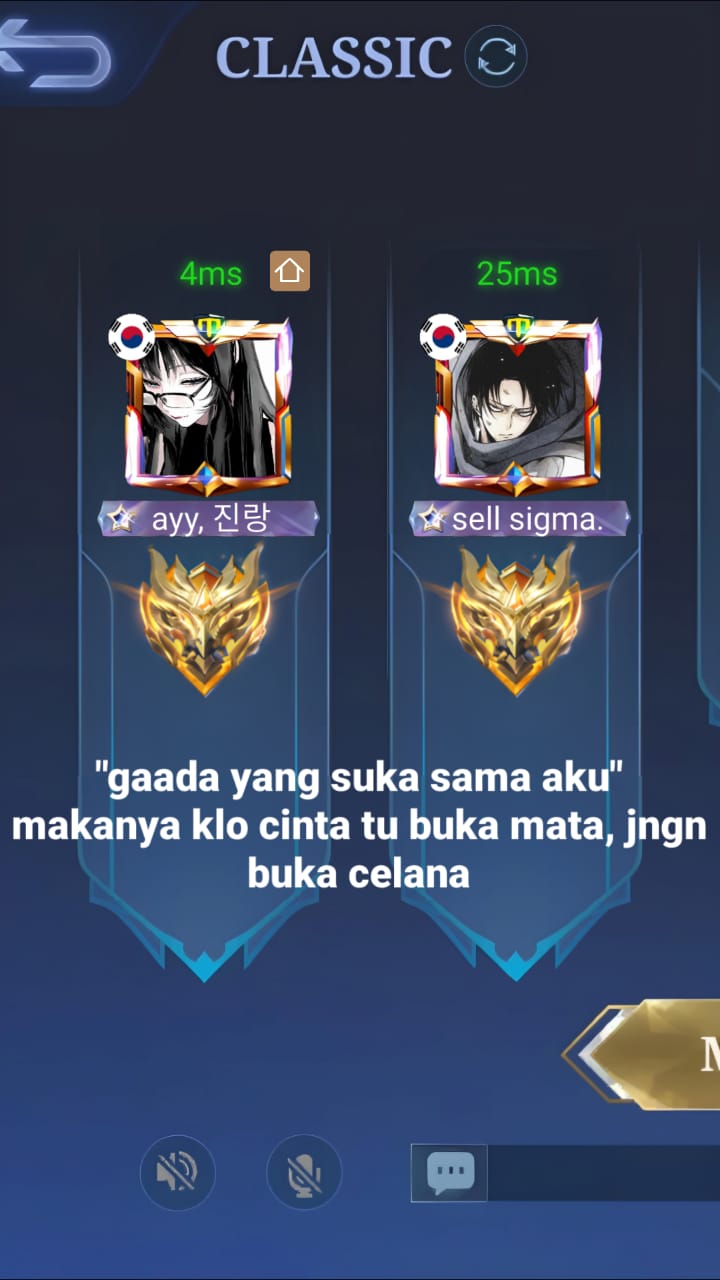 CLASSIC
4ms
25ms
ayy, 진랑
sell sigma.
"gaada yang suka sama aku"
makanya klo cinta tu buka mata, jngn
buka celana
M